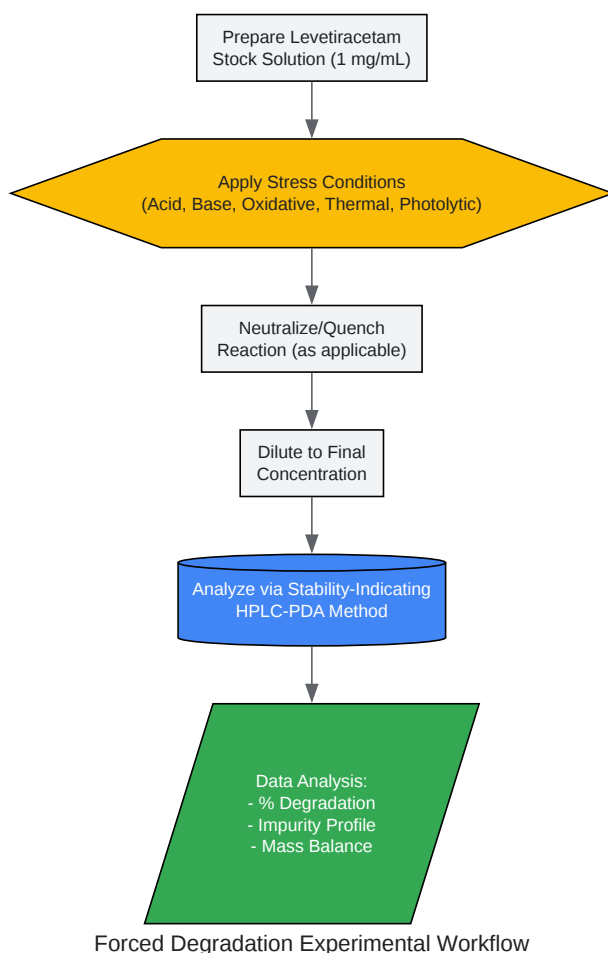 Prepare Levetiracetam
Stock Solution (1 mg/mL)
Apply Stress Conditions
(Acid, Base, Oxidative, Thermal, Photolytic)
Neutralize/Quench
Reaction (as applicable)
Dilute to Final
Concentration
Analyze via Stability-Indicating
HPLC-PDA Method
Data Analysis:
- % Degradation
- Impurity Profile
- Mass Balance
Forced Degradation Experimental Workflow